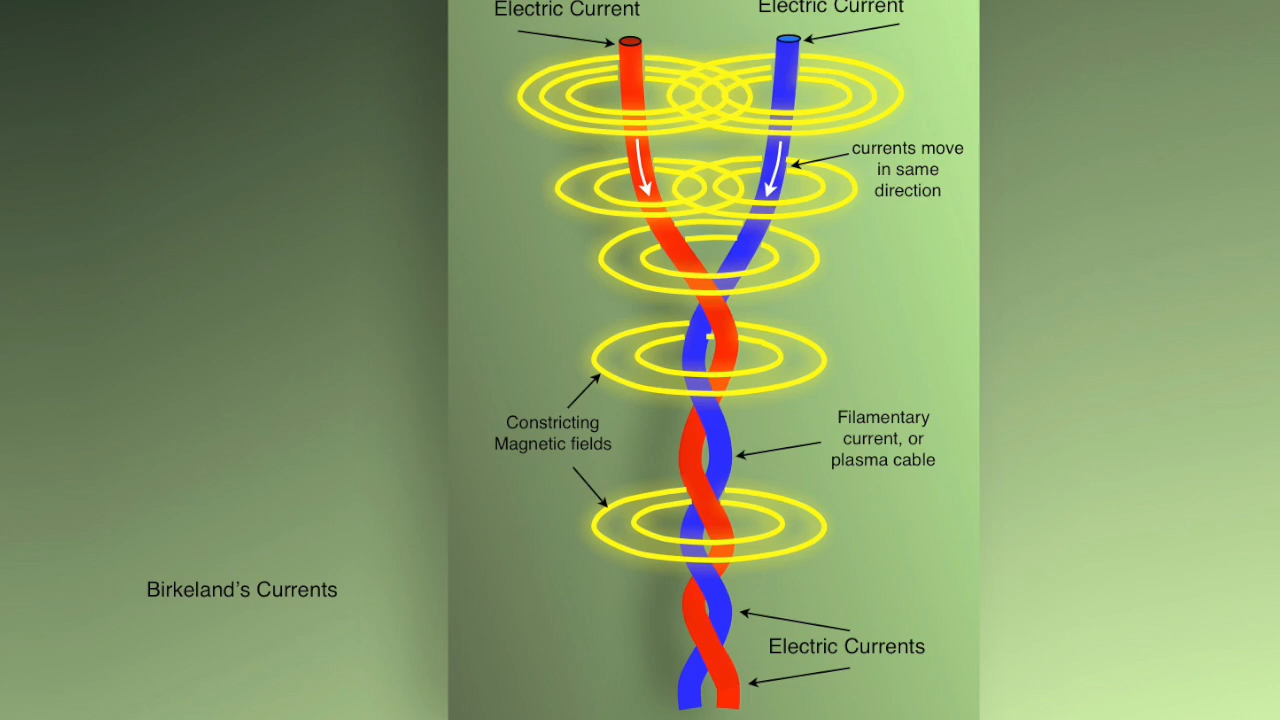 Electric Current
Electric Current
currents move
in same
direction
Constricting
Magnetic fields
Filamentary
current, or
plasma cable
Birkeland's Currents
Electric Currents